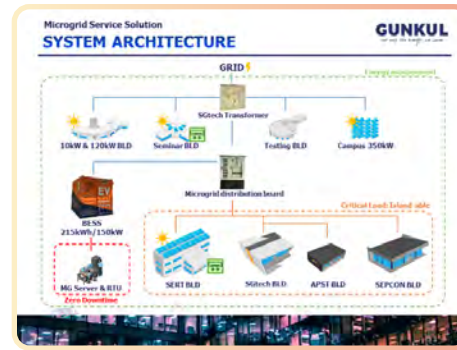 Microgrid Service Solution
GUNKUL
SYSTEM ARCHITECTURE
GRID
Energy management
SGtech Transformer
10kW & 120kW BLD
Seminar BLD
Testing BLD
Campus 350kW
EV
Microgrid distribution board
Critical Load: Island-able
BESS
215kWh/150kW
MG Server & RTU
SERT BLD
SGtech BLD
APST BLD
SEPCON BLD
Zero Downtime